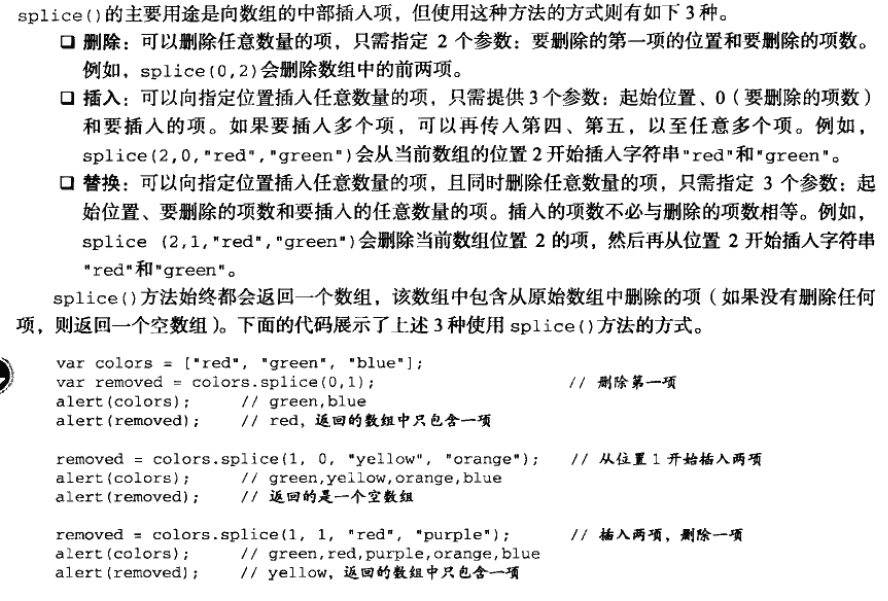 splice()的主要用途是向数组的中部插入项，但使用这种方法的方式则有如下3种。
❑ 删除：可以删除任意数量的项，只需指定 2 个参数：要删除的第一项的位置和要删除的项数。
例如，splice(0,2)会删除数组中的前两项。
❑ 插入：可以向指定位置插入任意数量的项，只需提供3个参数：起始位置、0（要删除的项数）
和要插入的项。如果要插入多个项，可以再传入第四、第五，以至任意多个项。例如，
splice(2,0,"red","green")会从当前数组的位置2开始插入字符串"red"和"green"。
❑ 替换：可以向指定位置插入任意数量的项，且同时删除任意数量的项，只需指定 3 个参数：起
始位置、要删除的项数和要插入的任意数量的项。插入的项数不必与删除的项数相等。例如，
splice (2,1,"red","green")会删除当前数组位置 2 的项，然后再从位置 2 开始插入字符串
"red"和"green"。
splice()方法始终都会返回一个数组，该数组中包含从原始数组中删除的项（如果没有删除任何
项，则返回一个空数组）。下面的代码展示了上述3种使用splice()方法的方式。
var colors = ["red", "green", "blue"];
var removed = colors.splice(0,1); // 删除第一项
alert(colors); // green,blue
alert(removed); // red，返回的数组中只包含一项
removed = colors.splice(1, 0, "yellow", "orange"); // 从位置1开始插入两项
alert(colors); // green,yellow,orange,blue
alert(removed); // 返回的是一个空数组
removed = colors.splice(1, 1, "red", "purple"); // 插入两项，删除一项
alert(colors); // green,red,purple,orange,blue
alert(removed); // yellow，返回的数组中只包含一项